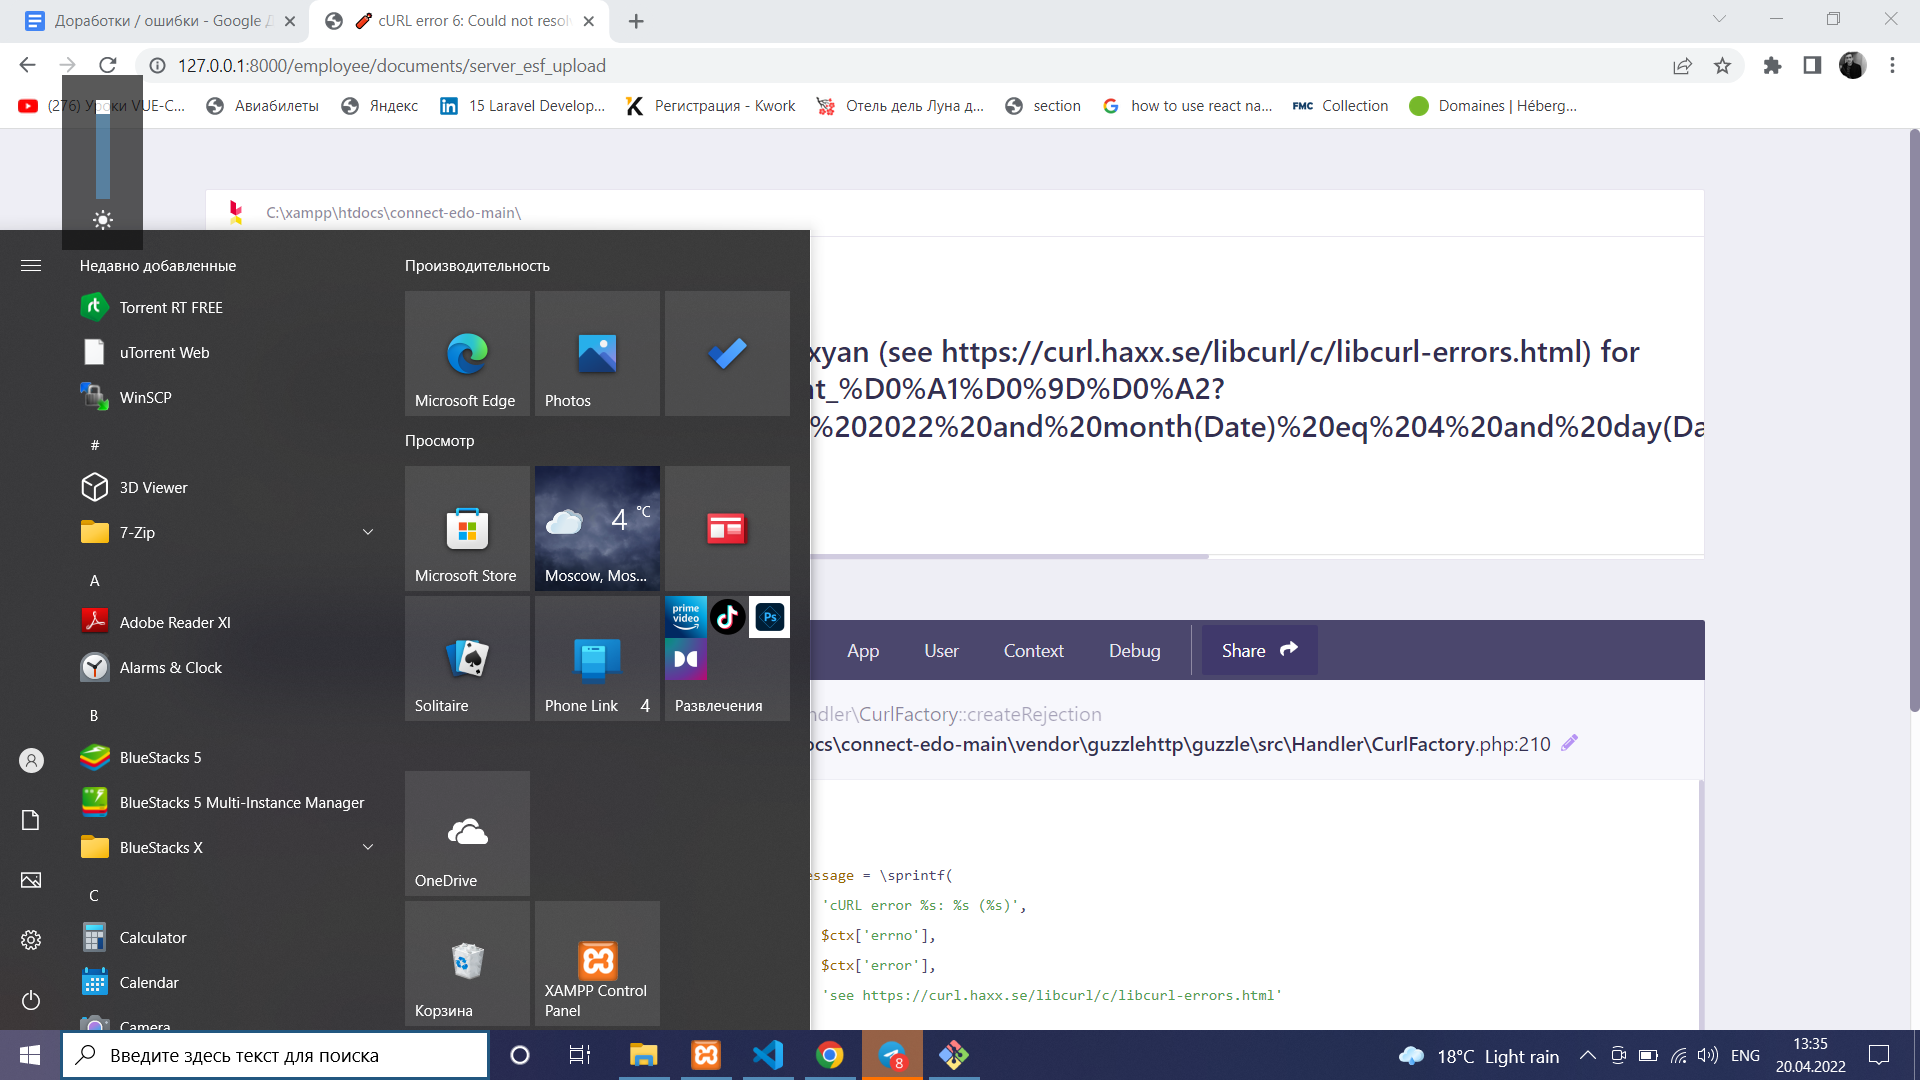 Доработки / ошибки - Google Д
cURL error 6: Could not resol
127.0.0.1:8000/employee/documents/server_esf_upload
(276) Уроки VUE-C...
Авиабилеты
Яндекс
15 Laravel Develop...
Регистрация - Kwork
Отель дель Луна д...
section
how to use react na...
FMC Collection
Domaines | Héberg...
C:\xampp\htdocs\connect-edo-main\
xyan (see https://curl.haxx.se/libcurl/c/libcurl-errors.html) for
t_%D0%A1%D0%9D%D0%A2?
%202022%20and%20month(Date)%20eq%204%20and%20day(Da
App
User
Context
Debug
Share
ndler\CurlFactory::createRejection
ocs\connect-edo-main\vendor\guzzlehttp\guzzle\src\Handler\CurlFactory.php:210
essage = \sprintf(
'cURL error %s: %s (%s)',
$ctx['errno'],
$ctx['error'],
'see https://curl.haxx.se/libcurl/c/libcurl-errors.html'
Недавно добавленные
Torrent RT FREE
uTorrent Web
WinSCP
#
3D Viewer
7-Zip
A
Adobe Reader XI
Alarms & Clock
B
BlueStacks 5
BlueStacks 5 Multi-Instance Manager
BlueStacks X
C
Calculator
Calendar
Camera
Производительность
Microsoft Edge
Photos
Просмотр
Microsoft Store
4 °C
Moscow, Mos...
Solitaire
Phone Link 4
prime video
Ps
Развлечения
OneDrive
Корзина
XAMPP Control Panel
Введите здесь текст для поиска
8
18°C Light rain
ENG
13:35
20.04.2022